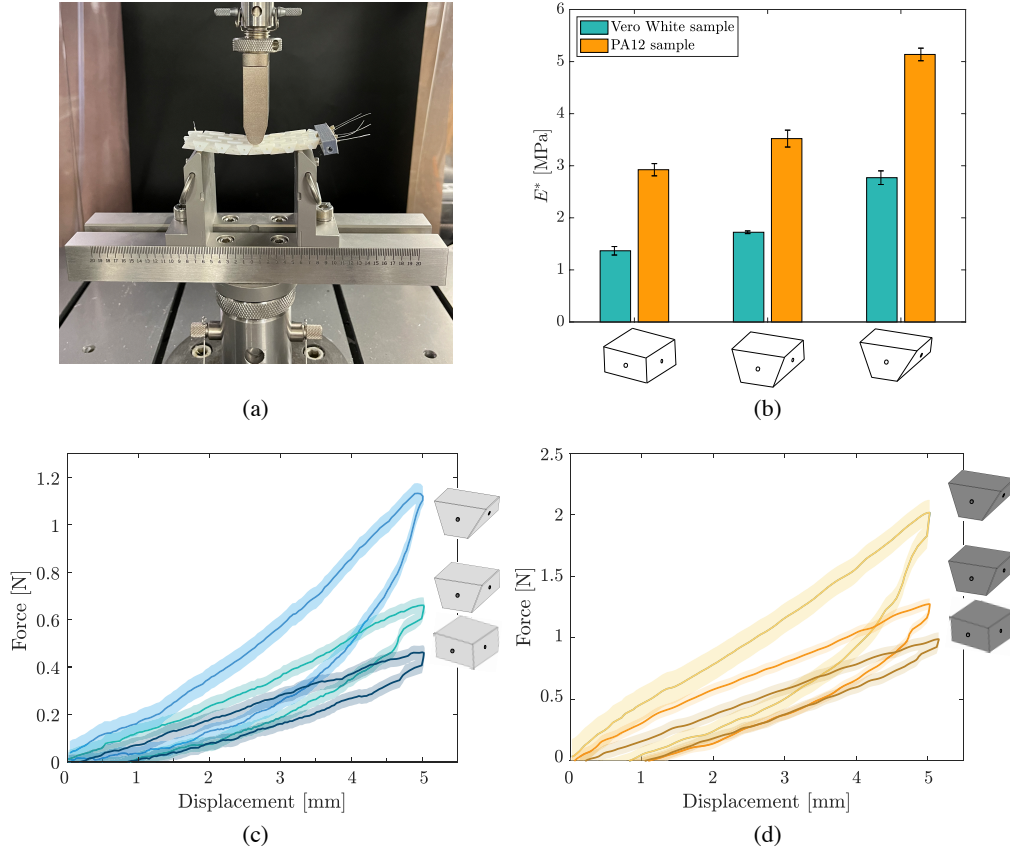 (a)
6
5
4
3
2
1
0
E* [MPa]
Vero White sample
PA12 sample
(b)
1.2
1
0.8
0.6
0.4
0.2
0
Force [N]
0 1 2 3 4 5
Displacement [mm]
(c)
2.5
2
1.5
1
0.5
0
Force [N]
0 1 2 3 4 5
Displacement [mm]
(d)